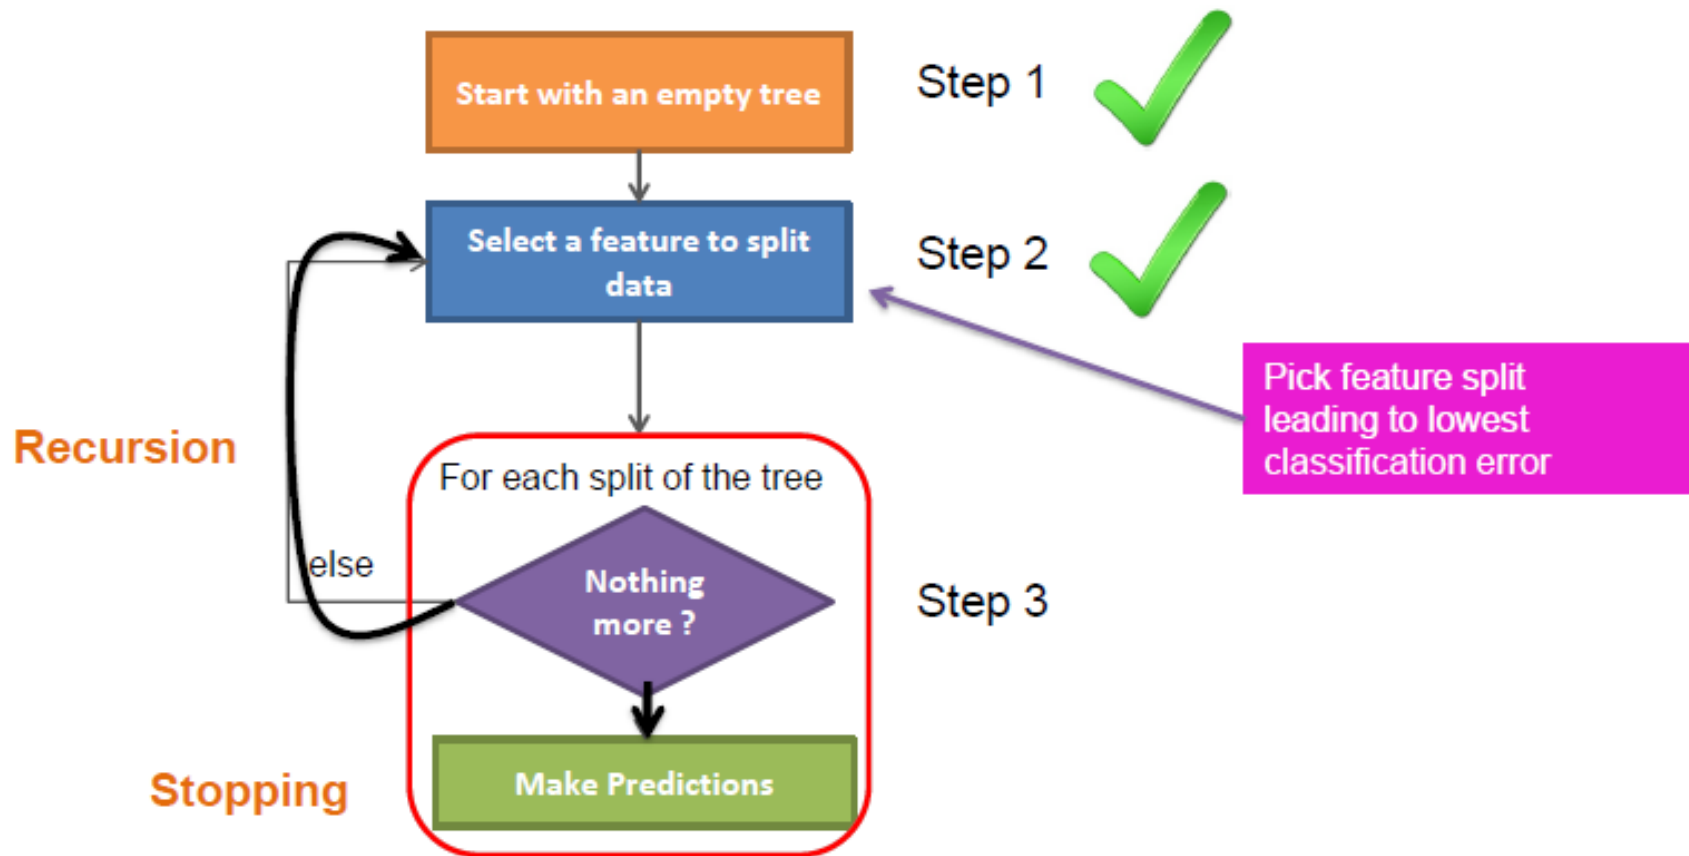 Start with an empty tree
Step 1
Select a feature to split
data
Step 2
Pick feature split
leading to lowest
classification error
Recursion
For each split of the tree
else
Nothing
more ?
Step 3
Stopping
Make Predictions